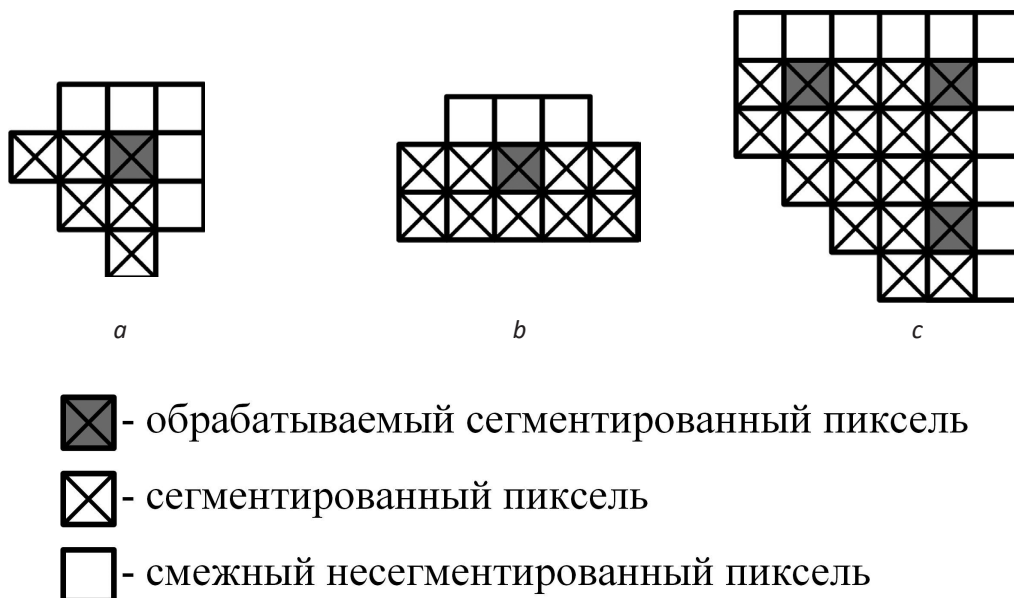 a b c
- обрабатываемый сегментированный пиксель
- сегментированный пиксель
- смежный несегментированный пиксель